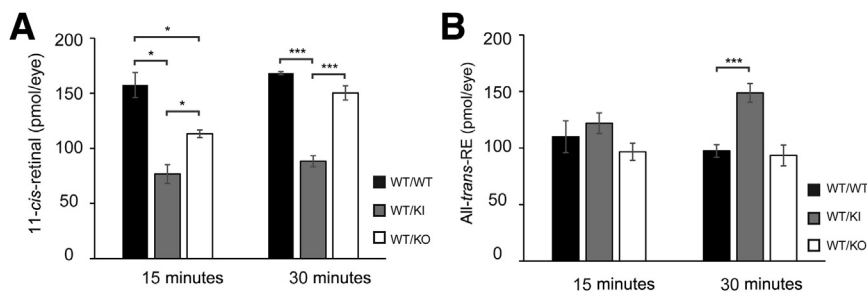 A
11-cis-retinal (pmol/eye)
200
150
100
50
0
*
*
*
***
***
WT/WT
WT/KI
WT/KO
15 minutes
30 minutes
B
All-trans-RE (pmol/eye)
200
150
100
50
0
***
WT/WT
WT/KI
WT/KO
15 minutes
30 minutes